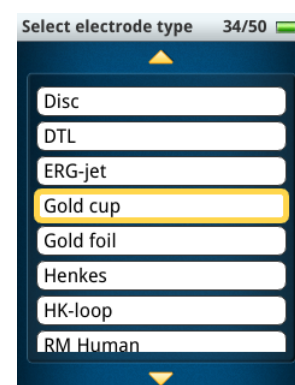 Select electrode type 34/50
Disc
DTL
ERG-jet
Gold cup
Gold foil
Henkes
HK-loop
RM Human